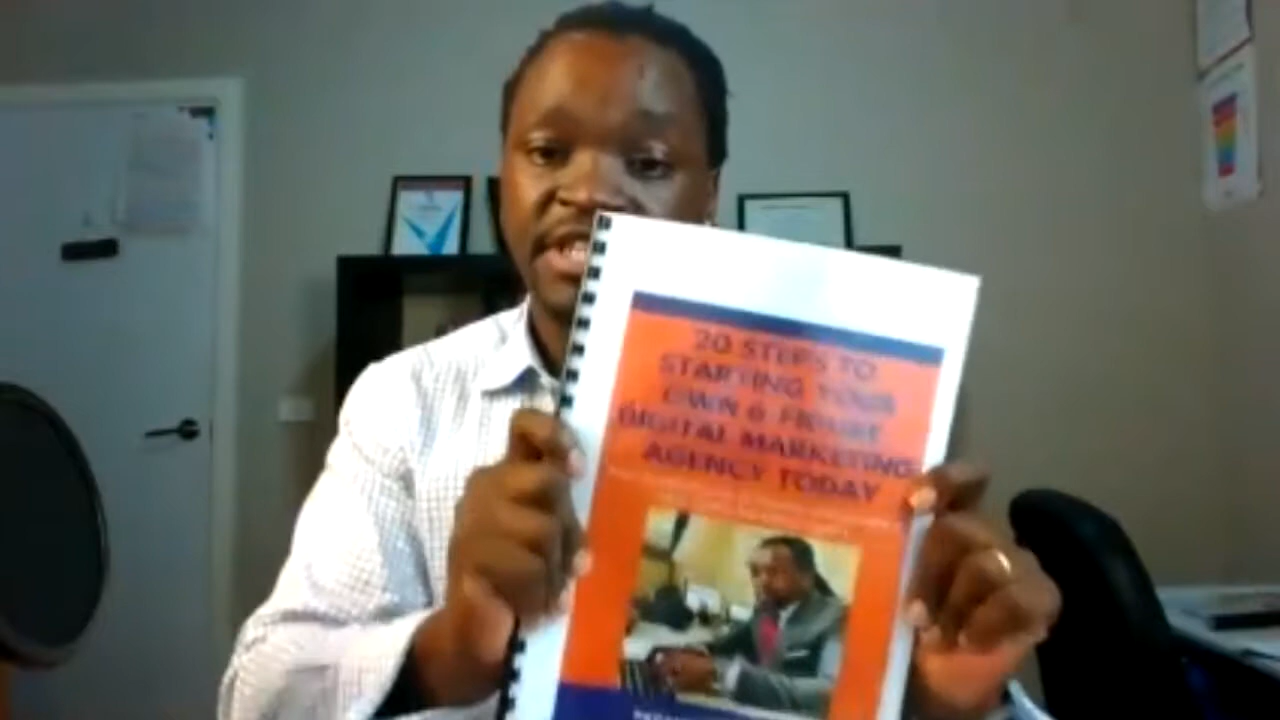 20 STEPS TO
STARTING YOUR
OWN 6 FIGURE
DIGITAL MARKETING
AGENCY TODAY